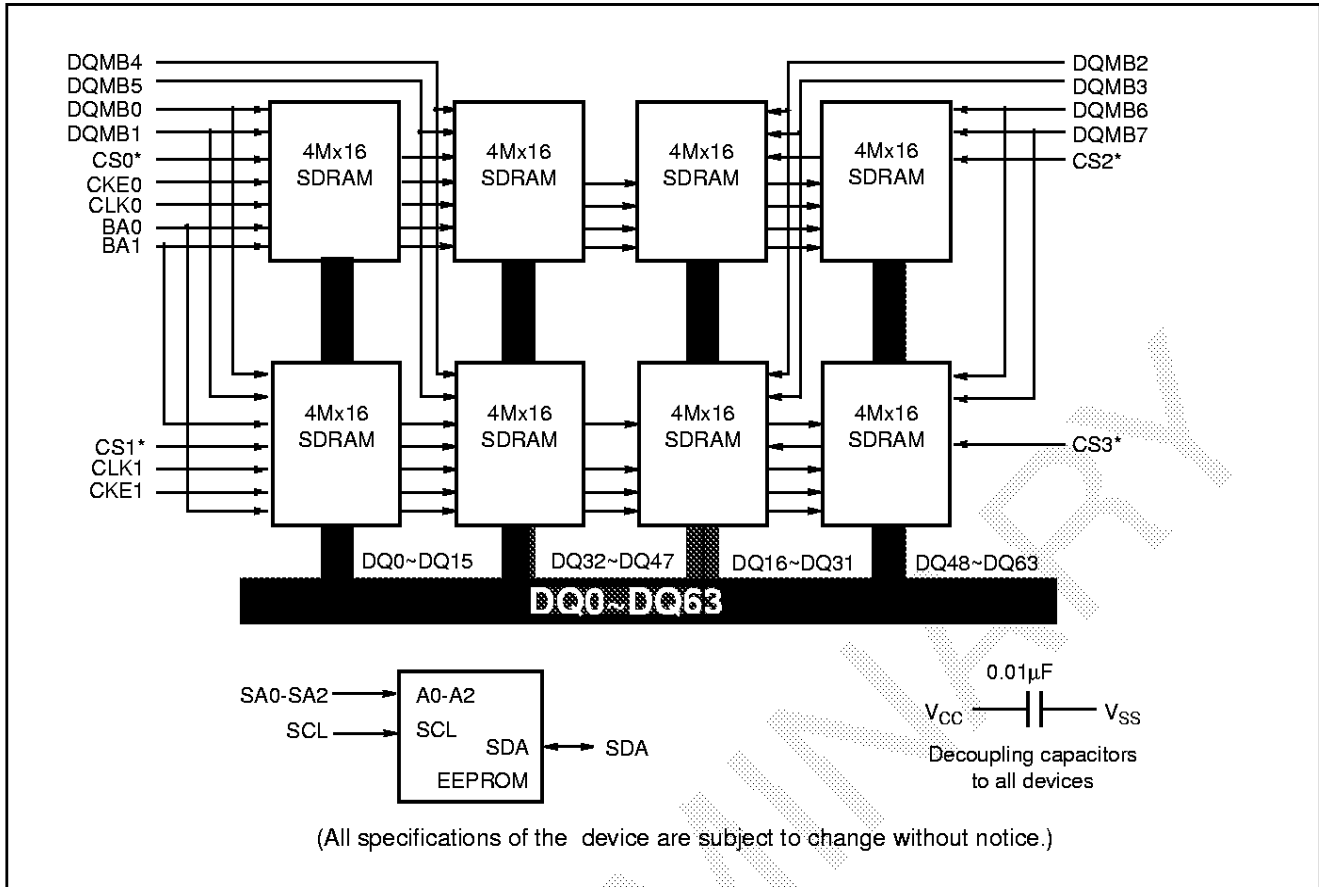 DQMB4
DQMB5
DQMB0
DQMB1
CS0*
CKE0
CLK0
BA0
BA1
DQMB2
DQMB3
DQMB6
DQMB7
CS2*
4Mx16
SDRAM
4Mx16
SDRAM
4Mx16
SDRAM
4Mx16
SDRAM
4Mx16
SDRAM
4Mx16
SDRAM
4Mx16
SDRAM
4Mx16
SDRAM
CS1*
CLK1
CKE1
CS3*
DQ0~DQ15
DQ32~DQ47
DQ16~DQ31
DQ48~DQ63
DQ0~DQ63
SA0-SA2
SCL
A0-A2
SCL
SDA
EEPROM
SDA
0.01µF
VCC
VSS
Decoupling capacitors
to all devices
(All specifications of the device are subject to change without notice.)
MINARY